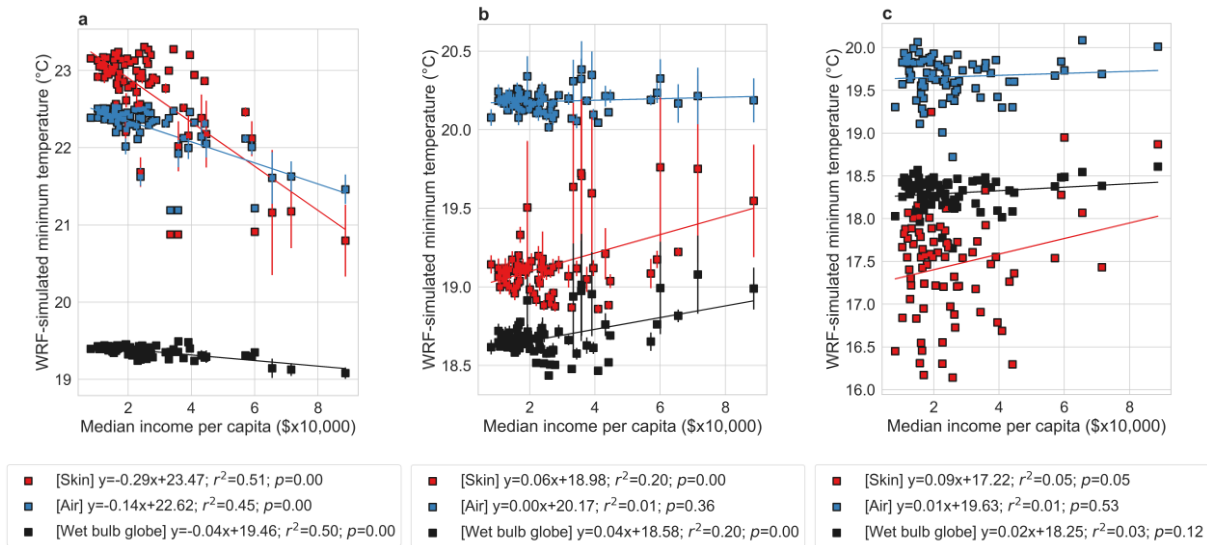 a
b
c
WRF-simulated minimum temperature (°C)
23
22
21
20
19
2
4
6
8
Median income per capita ($x10,000)
WRF-simulated minimum temperature (°C)
20.5
20.0
19.5
19.0
18.5
2
4
6
8
Median income per capita ($x10,000)
WRF-simulated minimum temperature (°C)
20.0
19.5
19.0
18.5
18.0
17.5
17.0
16.5
16.0
2
4
6
8
Median income per capita ($x10,000)
[Skin] y=-0.29x+23.47; r²=0.51; p=0.00
[Air] y=-0.14x+22.62; r²=0.45; p=0.00
[Wet bulb globe] y=-0.04x+19.46; r²=0.50; p=0.00
[Skin] y=0.06x+18.98; r²=0.20; p=0.00
[Air] y=0.00x+20.17; r²=0.01; p=0.36
[Wet bulb globe] y=0.04x+18.58; r²=0.20; p=0.00
[Skin] y=0.09x+17.22; r²=0.05; p=0.05
[Air] y=0.01x+19.63; r²=0.01; p=0.53
[Wet bulb globe] y=0.02x+18.25; r²=0.03; p=0.12